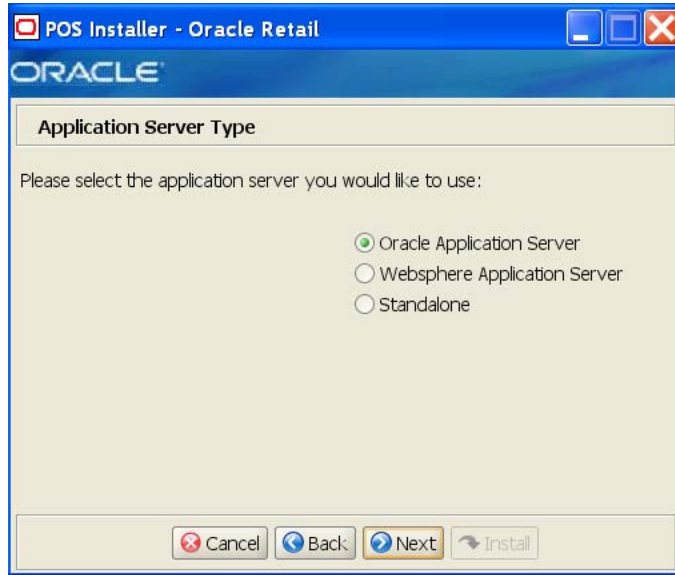 POS Installer - Oracle Retail
ORACLE
Application Server Type
Please select the application server you would like to use:
Oracle Application Server
Websphere Application Server
Standalone
Cancel Back Next Install